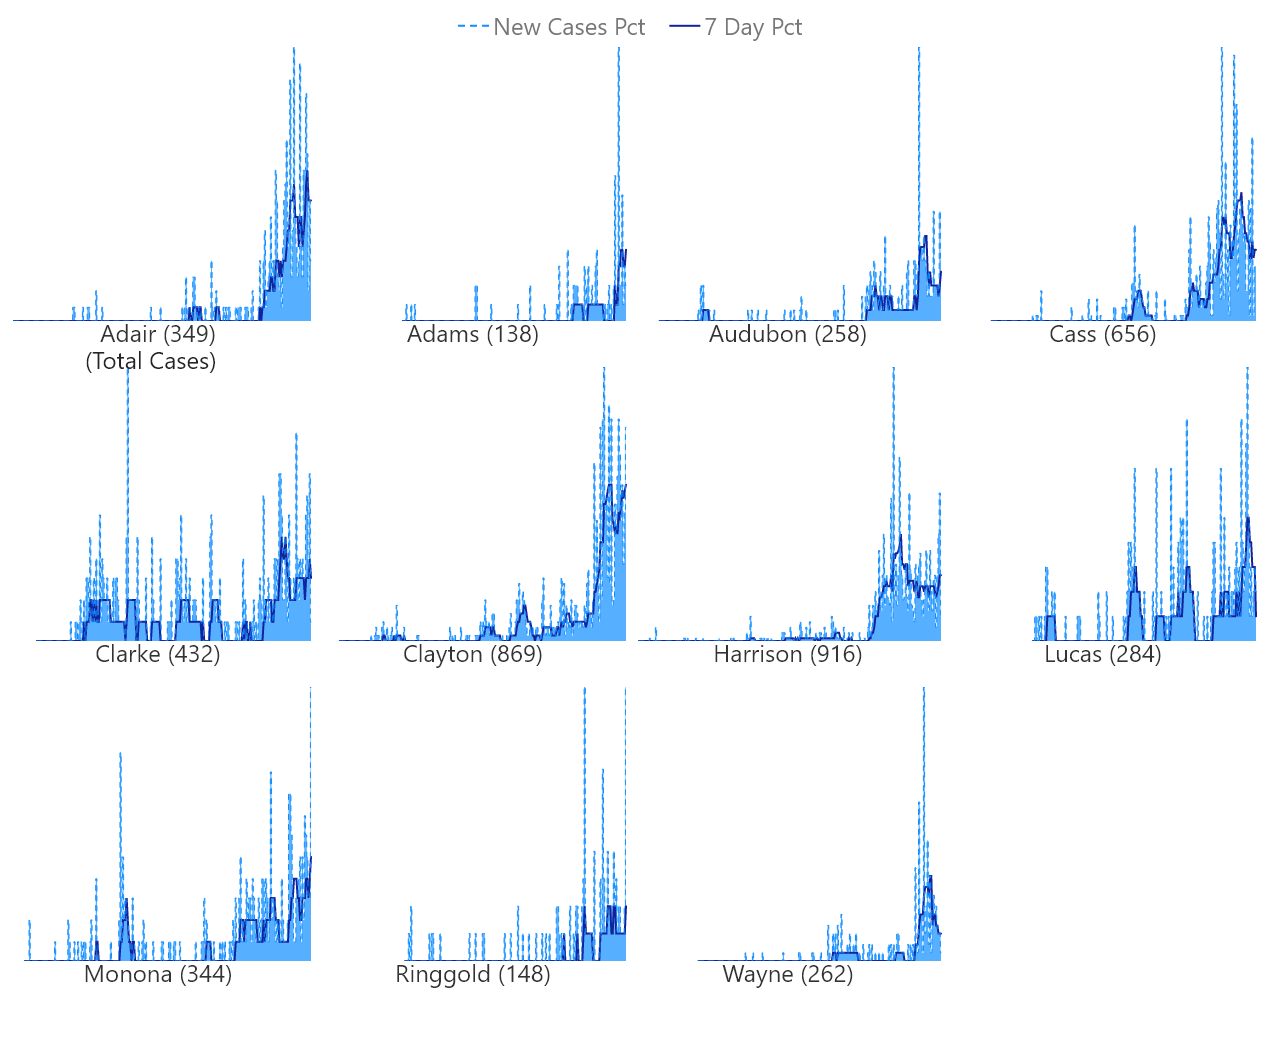 New Cases Pct 7 Day Pct
Adair (349)
(Total Cases)
Adams (138)
Audubon (258)
Cass (656)
Clarke (432)
Clayton (869)
Harrison (916)
Lucas (284)
Monona (344)
Ringgold (148)
Wayne (262)